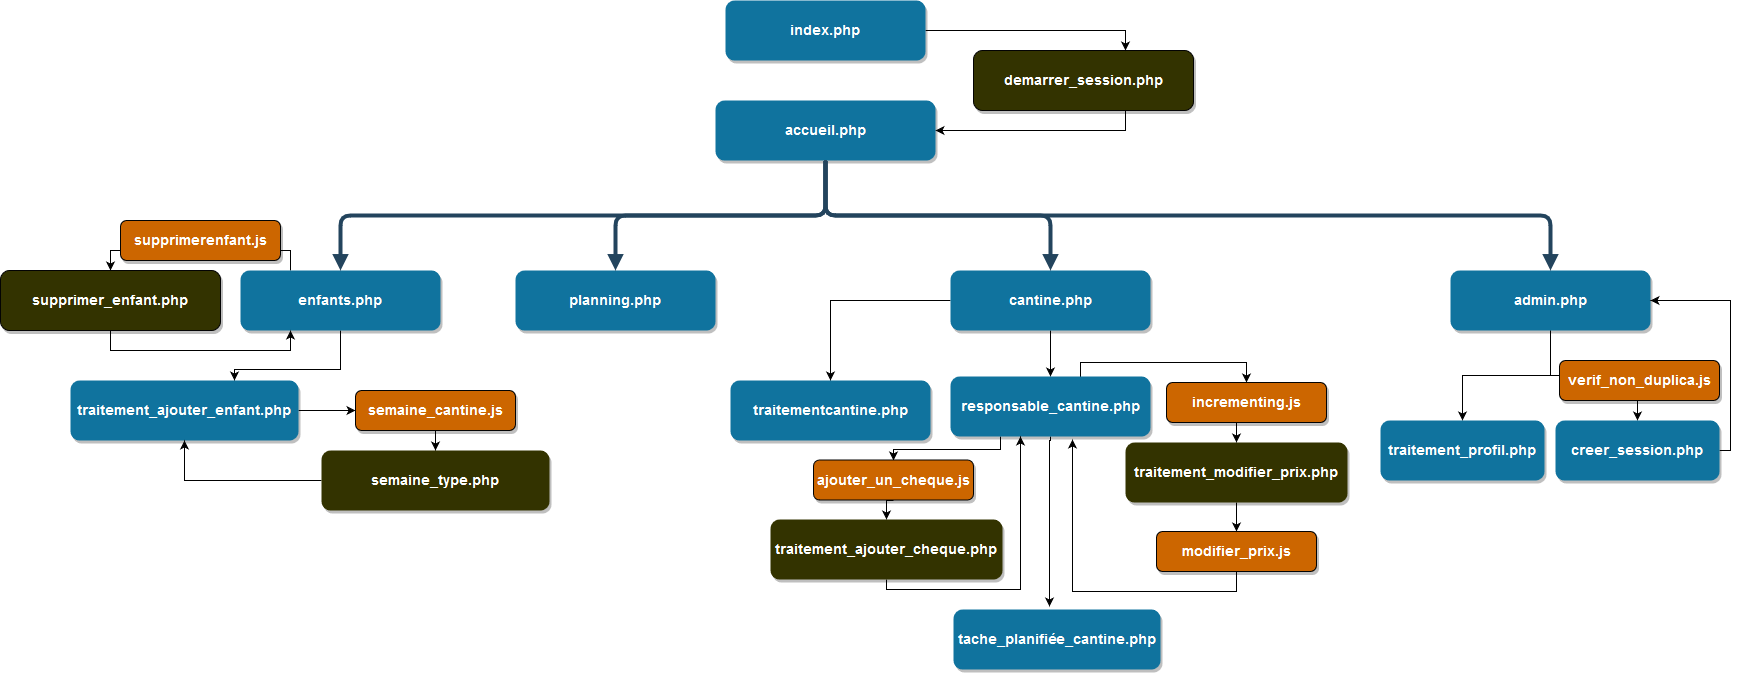 index.php
demarrer_session.php
accueil.php
supprimerenfant.js
supprimer_enfant.php
enfants.php
planning.php
cantine.php
admin.php
traitement_ajouter_enfant.php
semaine_cantine.js
semaine_type.php
traitementcantine.php
responsable_cantine.php
incrementing.js
verif_non_duplica.js
ajouter_un_cheque.js
traitement_modifier_prix.php
traitement_profil.php
creer_session.php
traitement_ajouter_cheque.php
modifier_prix.js
tache_planifiée_cantine.php